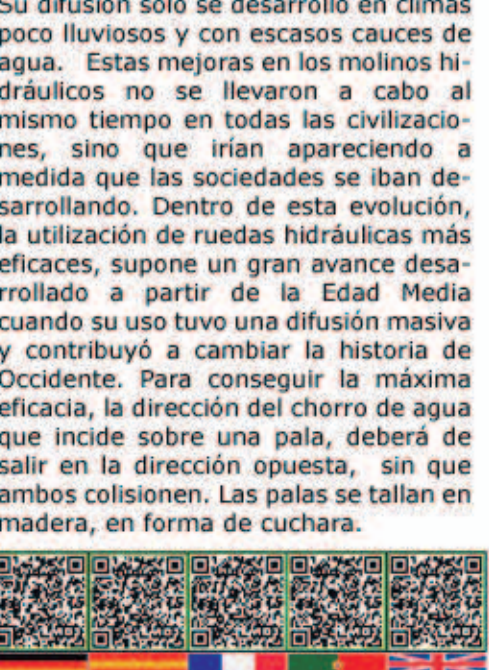 Su difusión sólo se desarrolló en climas
poco lluviosos y con escasos cauces de
agua. Estas mejoras en los molinos hi-
dráulicos no se llevaron a cabo al
mismo tiempo en todas las civilizacio-
nes, sino que irían apareciendo a
medida que las sociedades se iban de-
sarrollando. Dentro de esta evolución,
la utilización de ruedas hidráulicas más
eficaces, supone un gran avance desa-
rrollado a partir de la Edad Media
cuando su uso tuvo una difusión masiva
y contribuyó a cambiar la historia de
Occidente. Para conseguir la máxima
eficacia, la dirección del chorro de agua
que incide sobre una pala, deberá de
salir en la dirección opuesta, sin que
ambos colisionen. Las palas se tallan en
madera, en forma de cuchara.